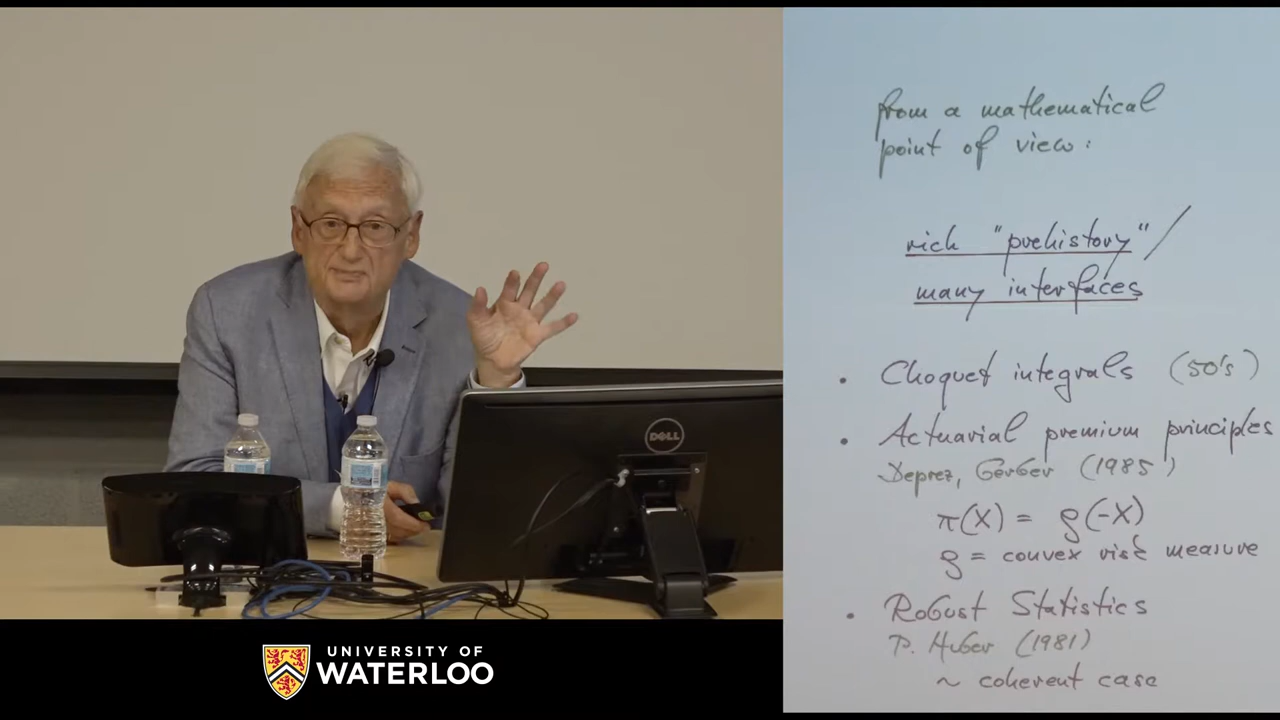 from a mathematical
point of view:
rich "prehistory" /
many interfaces
• Choquet integrals (50's)
• Actuarial premium principles
Deprez, Gerber (1985)
π(X) = ρ(-X)
ρ = convex risk measure
• Robust Statistics
P. Huber (1981)
~ coherent case
DELL
UNIVERSITY OF
WATERLOO